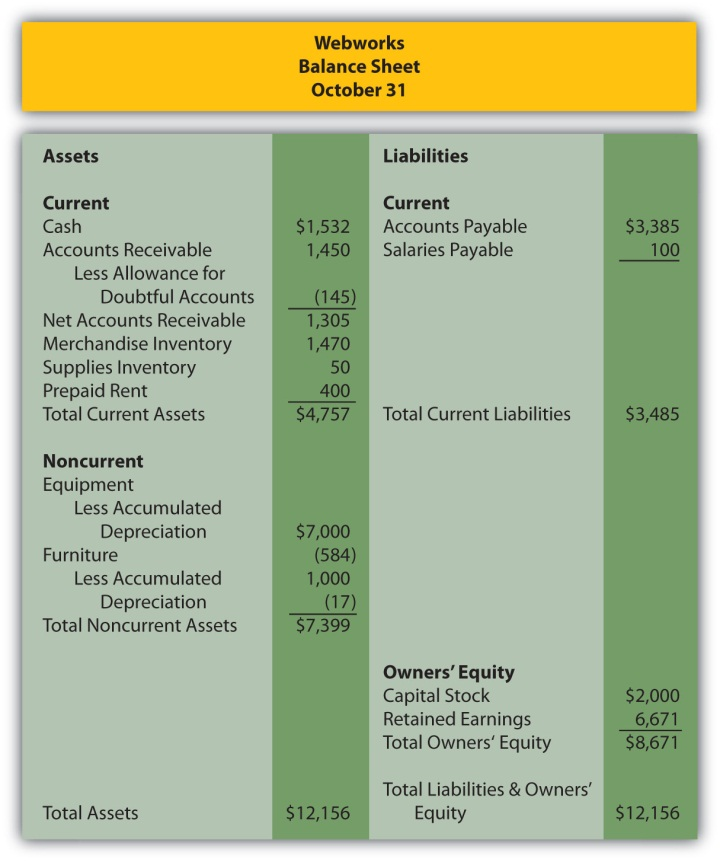 Webworks
Balance Sheet
October 31
Assets
Current
Cash $1,532
Accounts Receivable 1,450
Less Allowance for
Doubtful Accounts (145)
Net Accounts Receivable 1,305
Merchandise Inventory 1,470
Supplies Inventory 50
Prepaid Rent 400
Total Current Assets $4,757
Noncurrent
Equipment
Less Accumulated
Depreciation $7,000
Furniture (584)
Less Accumulated 1,000
Depreciation (17)
Total Noncurrent Assets $7,399
Total Assets $12,156
Liabilities
Current
Accounts Payable $3,385
Salaries Payable 100
Total Current Liabilities $3,485
Owners' Equity
Capital Stock $2,000
Retained Earnings 6,671
Total Owners‘ Equity $8,671
Total Liabilities & Owners’
Equity $12,156